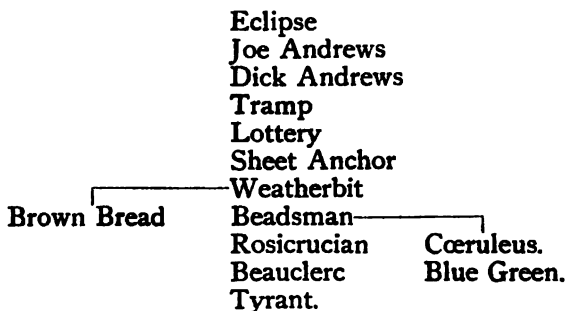 Eclipse
Joe Andrews
Dick Andrews
Tramp
Lottery
Sheet Anchor
Weatherbit
Brown Bread Beadsman
Rosicrucian Cœruleus.
Beauclerc Blue Green.
Tyrant.